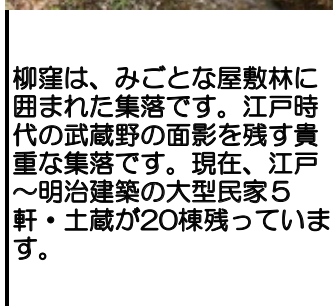 柳窪は、みごとな屋敷林に
囲まれた集落です。江戸時
代の武蔵野の面影を残す貴
重な集落です。現在、江戸
～明治建築の大型民家５
軒・土蔵が20棟残っていま
す。